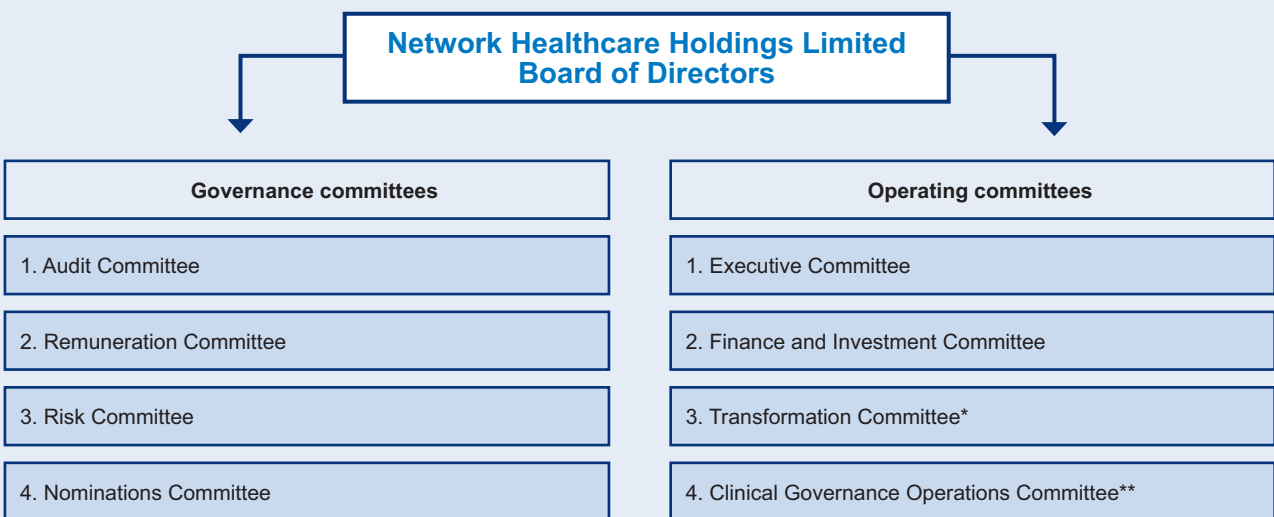 Network Healthcare Holdings Limited
Board of Directors
Governance committees
1. Audit Committee
2. Remuneration Committee
3. Risk Committee
4. Nominations Committee
Operating committees
1. Executive Committee
2. Finance and Investment Committee
3. Transformation Committee*
4. Clinical Governance Operations Committee**